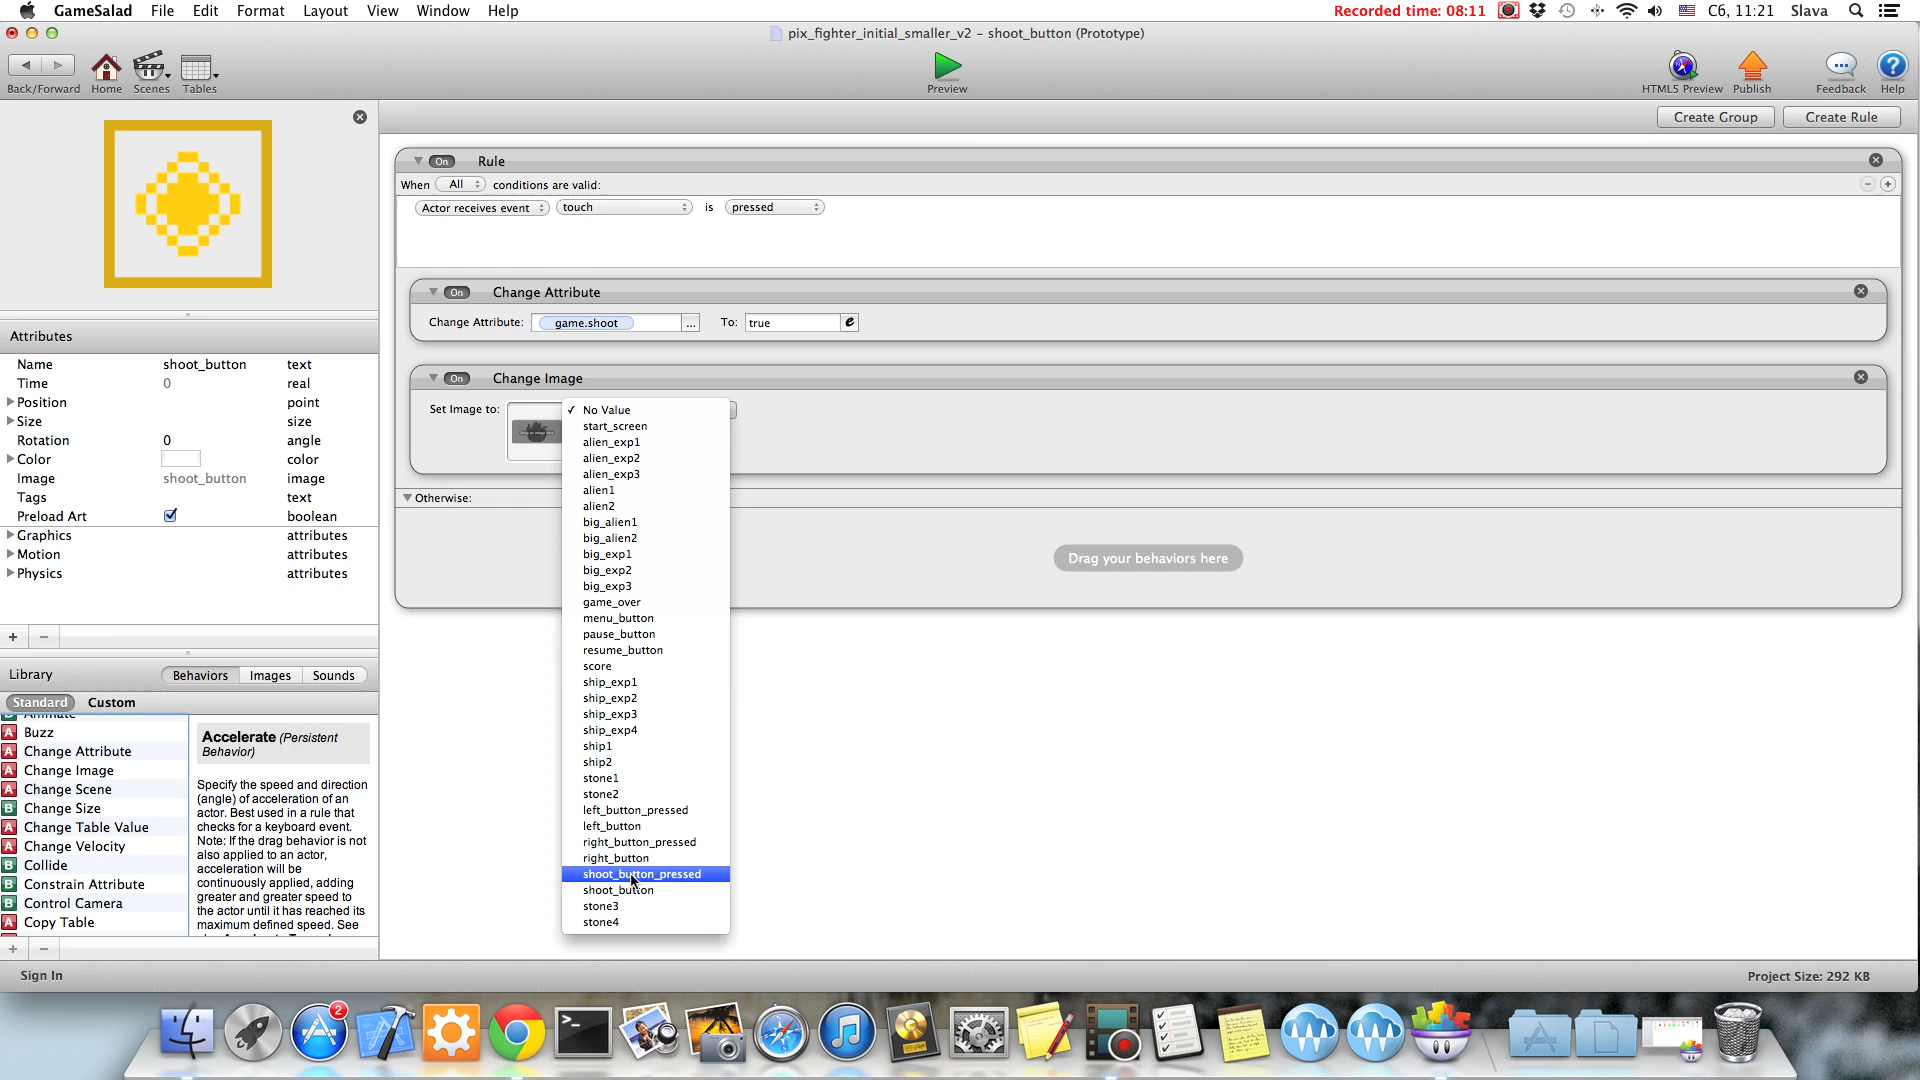 GameSalad File Edit Format Layout View Window Help
Recorded time: 08:11 C6, 11:21 Slava
pix_fighter_initial_smaller_v2 – shoot_button (Prototype)
Back/Forward Home Scenes Tables Preview HTML5 Preview Publish Feedback Help
Create Group Create Rule
On Rule
When All conditions are valid:
Actor receives event touch is pressed
On Change Attribute
Change Attribute: game.shoot ... To: true e
On Change Image
Set Image to:
✓ No Value
start_screen
alien_exp1
alien_exp2
alien_exp3
alien1
alien2
big_alien1
big_alien2
big_exp1
big_exp2
big_exp3
game_over
menu_button
pause_button
resume_button
score
ship_exp1
ship_exp2
ship_exp3
ship_exp4
ship1
ship2
stone1
stone2
left_button_pressed
left_button
right_button_pressed
right_button
shoot_button_pressed
shoot_button
stone3
stone4
Otherwise:
Drag your behaviors here
Attributes
Name shoot_button text
Time 0 real
Position point
Size size
Rotation 0 angle
Color color
Image shoot_button image
Tags text
Preload Art boolean
Graphics attributes
Motion attributes
Physics attributes
Library Behaviors Images Sounds
Standard Custom
A Buzz
A Change Attribute
A Change Image
A Change Scene
B Change Size
A Change Table Value
A Change Velocity
B Collide
B Constrain Attribute
B Control Camera
A Copy Table
Accelerate (Persistent
Behavior)
Specify the speed and direction
(angle) of acceleration of an
actor. Best used in a rule that
checks for a keyboard event.
Note: If the drag behavior is not
also applied to an actor,
acceleration will be
continuously applied, adding
greater and greater speed to
the actor until it has reached its
maximum defined speed. See
Sign In
Project Size: 292 KB
2